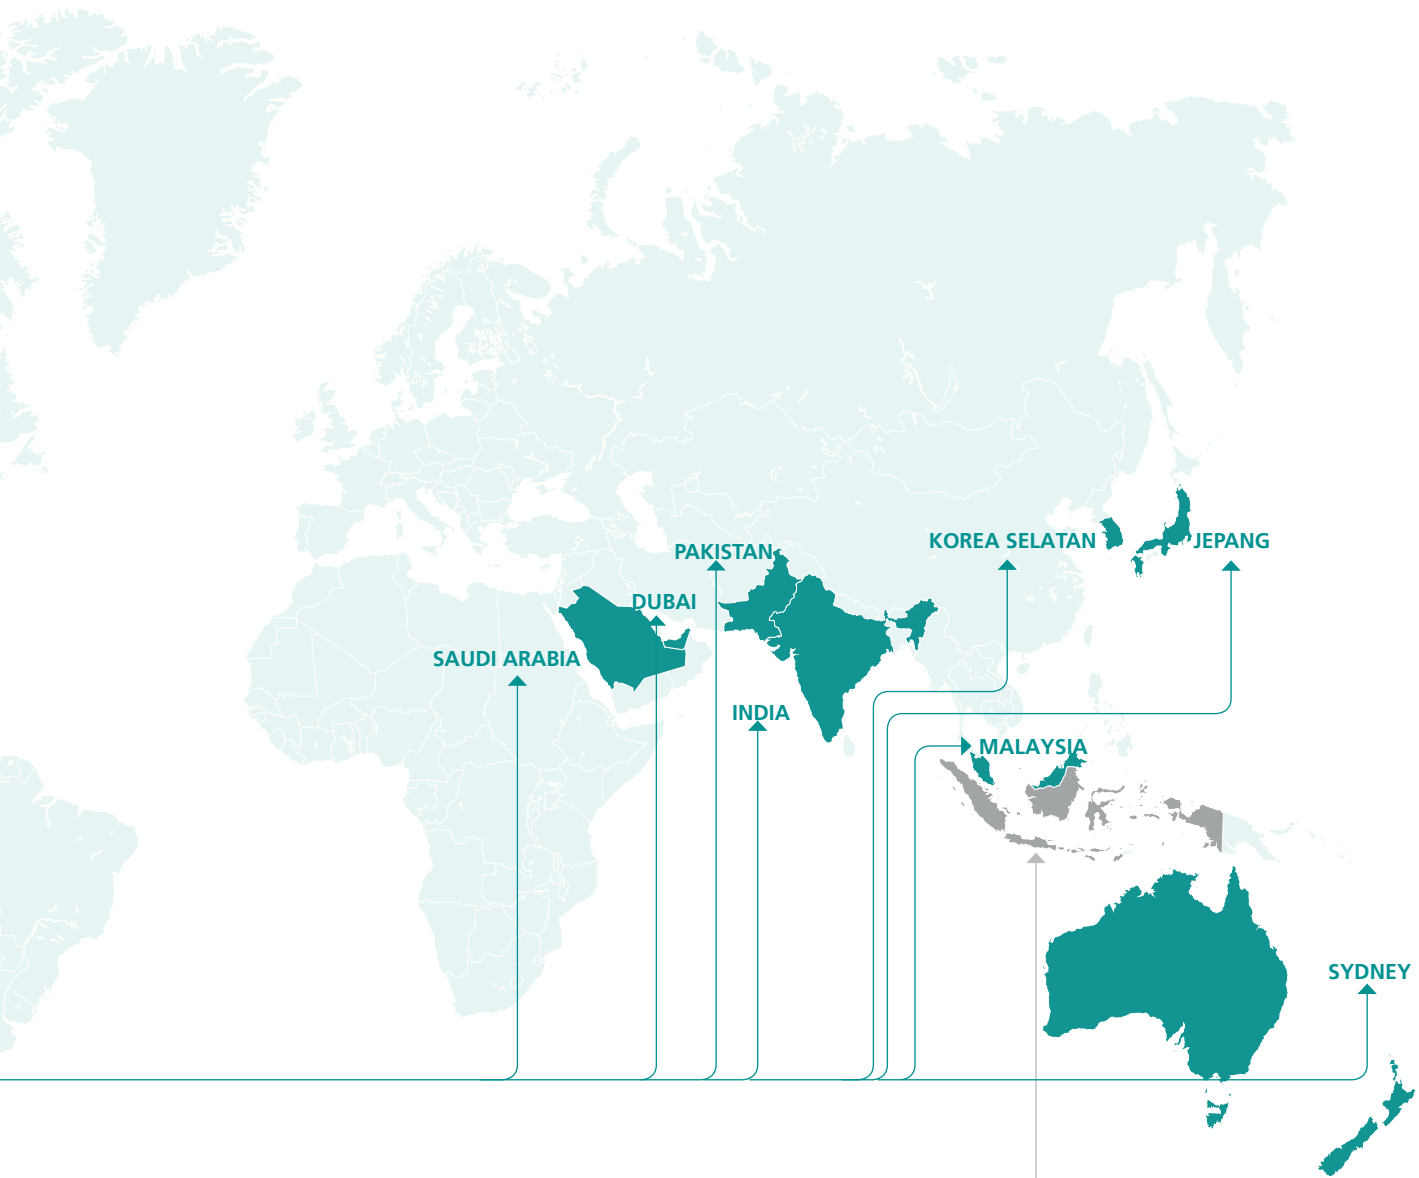 KOREA SELATAN
JEPANG
PAKISTAN
DUBAI
SAUDI ARABIA
INDIA
MALAYSIA
SYDNEY